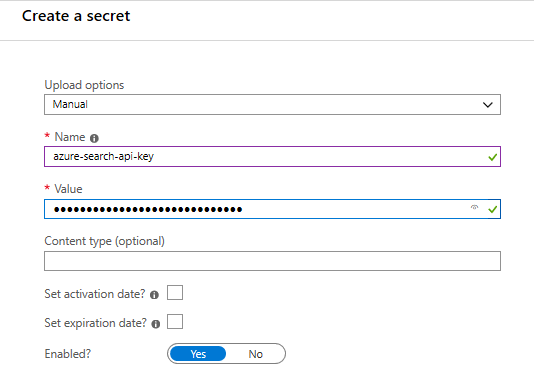 Create a secret
Upload options
Manual
* Name
azure-search-api-key
* Value
●●●●●●●●●●●●●●●●●●●●●●●●●●●●●
Content type (optional)
Set activation date?
Set expiration date?
Enabled? Yes No